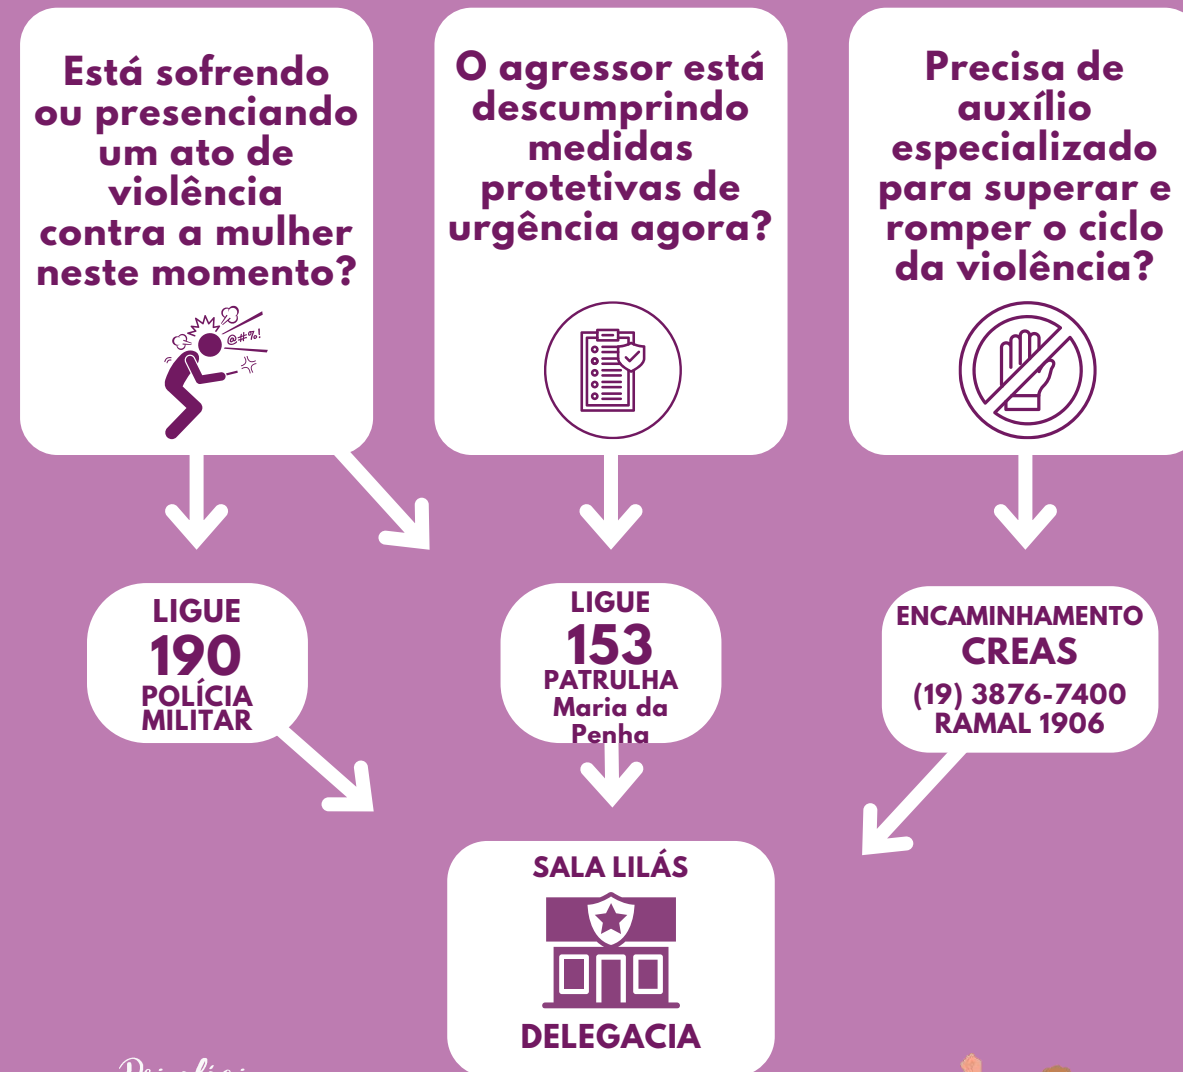 Está sofrendo
ou presenciando
um ato de
violência
contra a mulher
neste momento?
@#%!
O agressor está
descumprindo
medidas
protetivas de
urgência agora?
Precisa de
auxílio
especializado
para superar e
romper o ciclo
da violência?
LIGUE
190
POLÍCIA
MILITAR
LIGUE
153
PATRULHA
Maria da
Penha
ENCAMINHAMENTO
CREAS
(19) 3876-7400
RAMAL 1906
SALA LILÁS
DELEGACIA